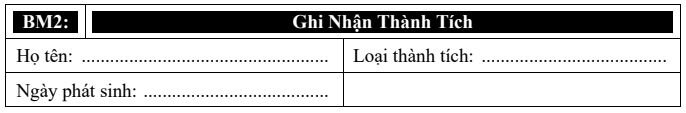 BM2: Ghi Nhận Thành Tích
Họ tên: .................................................... Loại thành tích: .......................................
Ngày phát sinh: .......................................